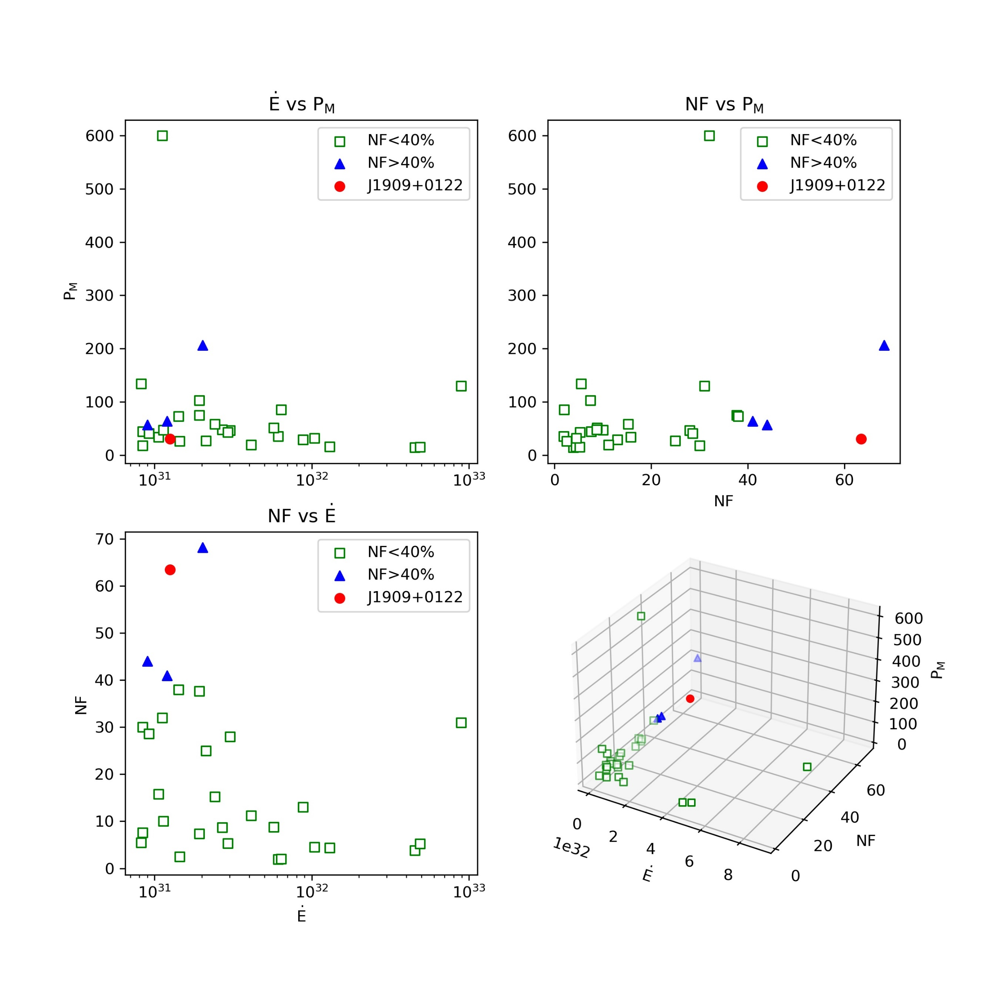 Ė vs P_M
600
500
400
300
200
100
0
P_M
NF<40%
NF>40%
J1909+0122
10^31 10^32 10^33
NF vs P_M
600
500
400
300
200
100
0
NF<40%
NF>40%
J1909+0122
0 20 40 60
NF
NF vs Ė
70
60
50
40
30
20
10
0
NF
NF<40%
NF>40%
J1909+0122
10^31 10^32 10^33
Ė
600
500
400
300
200
100
0
P_M
0 2 4 6 8
1e32
Ė
0 20 40 60
NF